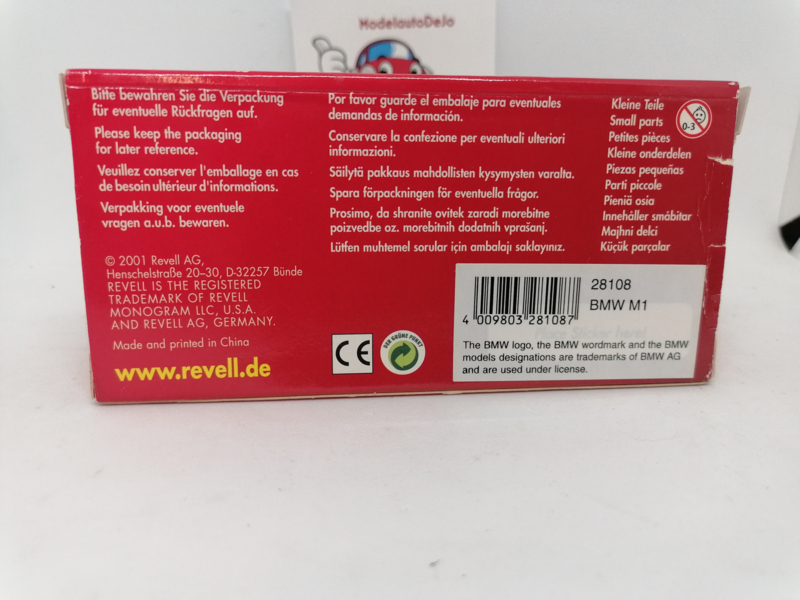 ModelautoDeJo
Bitte bewahren Sie die Verpackung
für eventuelle Rückfragen auf.
Please keep the packaging
for later reference.
Veuillez conserver l'emballage en cas
de besoin ultérieur d'informations.
Verpakking voor eventuele
vragen a.u.b. bewaren.
© 2001 Revell AG,
Henschelstraße 20–30, D-32257 Bünde
REVELL IS THE REGISTERED
TRADEMARK OF REVELL
MONOGRAM LLC, U.S.A.
AND REVELL AG, GERMANY.
Made and printed in China
www.revell.de
Por favor guarde el embalaje para eventuales
demandas de información.
Conservare la confezione per eventuali ulteriori
informazioni.
Säilytä pakkaus mahdollisten kysymysten varalta.
Spara förpackningen för eventuella frågor.
Prosimo, da shranite ovitek zaradi morebitne
poizvedbe oz. morebitnih dodatnih vprašanj.
Lütfen muhtemel sorular için ambalajı saklayınız.
Kleine Teile
Small parts
Petites pièces
Kleine onderdelen
Piezas pequeñas
Parti piccole
Pieniä osia
Innehåller småbitar
Majhni delci
Küçük parçalar
0-3
CE
DER GRÜNE PUNKT
4 009803 281087
28108
BMW M1
The BMW logo, the BMW wordmark and the BMW
models designations are trademarks of BMW AG
and are used under license.